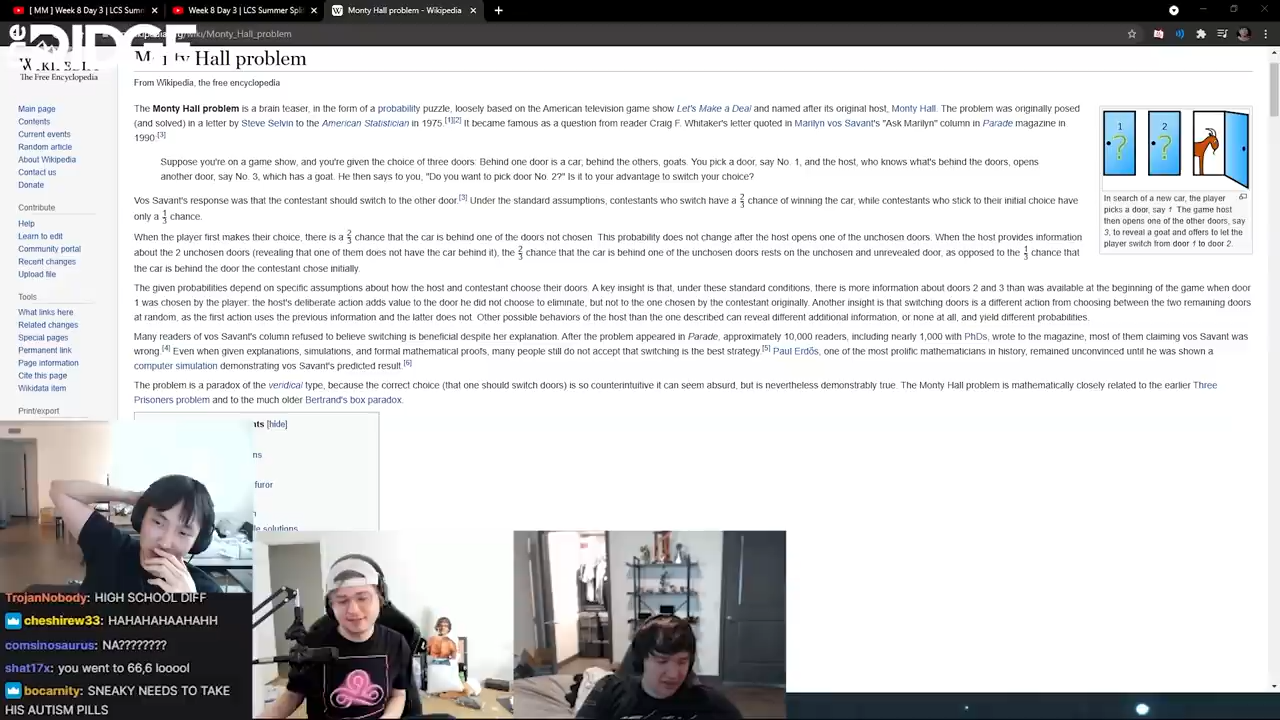 [ MM ] Week 8 Day 3 | LCS Summ
Week 8 Day 3 | LCS Summer Spli
Monty Hall problem - Wikipedia
/wiki/Monty_Hall_problem
THE RIDGE
WIKIPEDIA
The Free Encyclopedia
Main page
Contents
Current events
Random article
About Wikipedia
Contact us
Donate
Contribute
Help
Learn to edit
Community portal
Recent changes
Upload file
Tools
What links here
Related changes
Special pages
Permanent link
Page information
Cite this page
Wikidata item
Print/export
Monty Hall problem
From Wikipedia, the free encyclopedia
The Monty Hall problem is a brain teaser, in the form of a probability puzzle, loosely based on the American television game show Let's Make a Deal and named after its original host, Monty Hall. The problem was originally posed
(and solved) in a letter by Steve Selvin to the American Statistician in 1975.[1][2] It became famous as a question from reader Craig F. Whitaker's letter quoted in Marilyn vos Savant's "Ask Marilyn" column in Parade magazine in
1990.[3]
Suppose you're on a game show, and you're given the choice of three doors: Behind one door is a car; behind the others, goats. You pick a door, say No. 1, and the host, who knows what's behind the doors, opens
another door, say No. 3, which has a goat. He then says to you, "Do you want to pick door No. 2?" Is it to your advantage to switch your choice?
Vos Savant's response was that the contestant should switch to the other door.[3] Under the standard assumptions, contestants who switch have a 2/3 chance of winning the car, while contestants who stick to their initial choice have
only a 1/3 chance.
When the player first makes their choice, there is a 2/3 chance that the car is behind one of the doors not chosen. This probability does not change after the host opens one of the unchosen doors. When the host provides information
about the 2 unchosen doors (revealing that one of them does not have the car behind it), the 2/3 chance that the car is behind one of the unchosen doors rests on the unchosen and unrevealed door, as opposed to the 1/3 chance that
the car is behind the door the contestant chose initially.
The given probabilities depend on specific assumptions about how the host and contestant choose their doors. A key insight is that, under these standard conditions, there is more information about doors 2 and 3 than was available at the beginning of the game when door
1 was chosen by the player: the host's deliberate action adds value to the door he did not choose to eliminate, but not to the one chosen by the contestant originally. Another insight is that switching doors is a different action from choosing between the two remaining doors
at random, as the first action uses the previous information and the latter does not. Other possible behaviors of the host than the one described can reveal different additional information, or none at all, and yield different probabilities.
Many readers of vos Savant's column refused to believe switching is beneficial despite her explanation. After the problem appeared in Parade, approximately 10,000 readers, including nearly 1,000 with PhDs, wrote to the magazine, most of them claiming vos Savant was
wrong.[4] Even when given explanations, simulations, and formal mathematical proofs, many people still do not accept that switching is the best strategy.[5] Paul Erdős, one of the most prolific mathematicians in history, remained unconvinced until he was shown a
computer simulation demonstrating vos Savant's predicted result.[6]
The problem is a paradox of the veridical type, because the correct choice (that one should switch doors) is so counterintuitive it can seem absurd, but is nevertheless demonstrably true. The Monty Hall problem is mathematically closely related to the earlier Three
Prisoners problem and to the much older Bertrand's box paradox.
1 2
? ?
In search of a new car, the player
picks a door, say 1. The game host
then opens one of the other doors, say
3, to reveal a goat and offers to let the
player switch from door 1 to door 2.
nts [hide]
ns
furor
le solutions
TrojanNobody: HIGH SCHOOL DIFF
cheshirew33: HAHAHAHAAHAHH
comsinosaurus: NA????????
shat17x: you went to 66,6 looool
bocarnity: SNEAKY NEEDS TO TAKE
HIS AUTISM PILLS